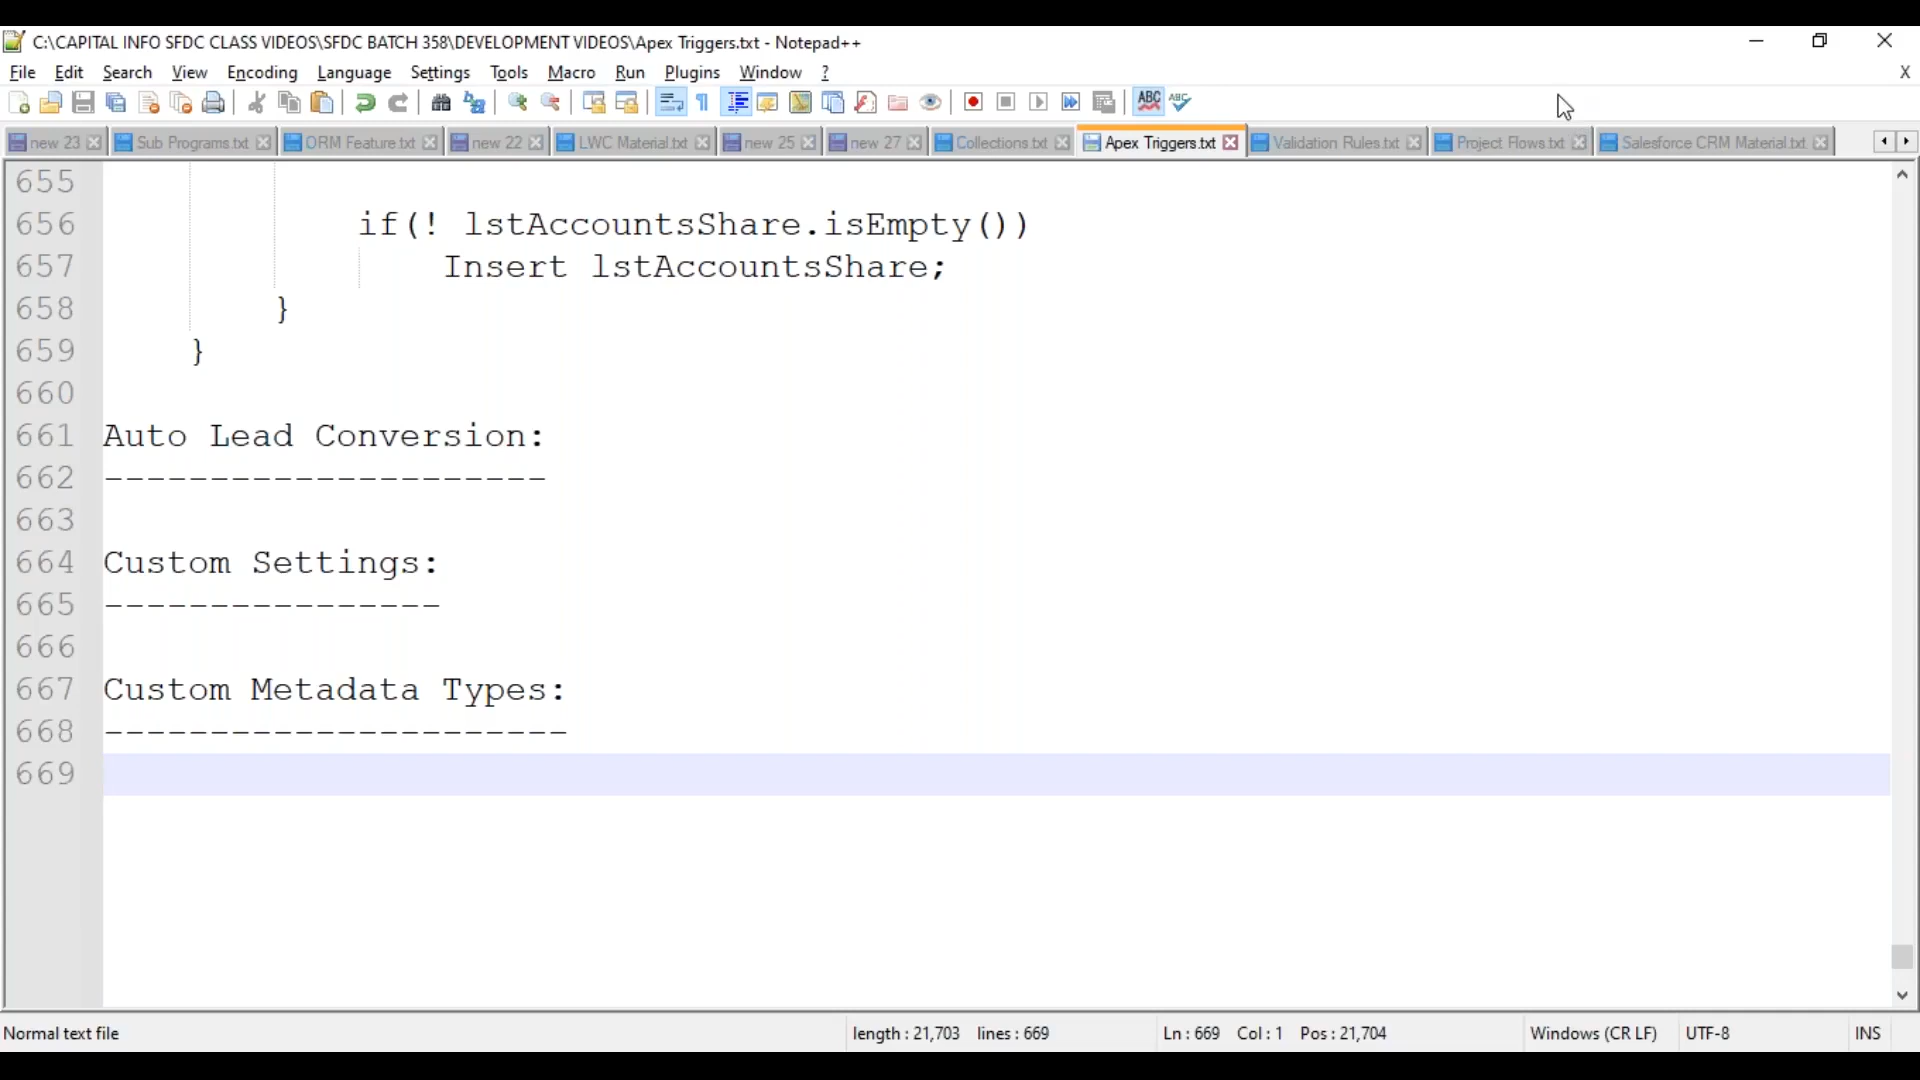 C:\CAPITAL INFO SFDC CLASS VIDEOS\SFDC BATCH 358\DEVELOPMENT VIDEOS\Apex Triggers.txt - Notepad++
File Edit Search View Encoding Language Settings Tools Macro Run Plugins Window ? X
ABC ABC
new 23 Sub Programs.txt ORM Feature.txt new 22 LWC Material.txt new 25 new 27 Collections.txt Apex Triggers.txt Validation Rules.txt Project Flows.txt Salesforce CRM Material.txt
655
656 if(! lstAccountsShare.isEmpty())
657 Insert lstAccountsShare;
658 }
659 }
660
661 Auto Lead Conversion:
662 ---------------------
663
664 Custom Settings:
665 ----------------
666
667 Custom Metadata Types:
668 ----------------------
669
Normal text file length : 21,703 lines : 669 Ln : 669 Col : 1 Pos : 21,704 Windows (CR LF) UTF-8 INS